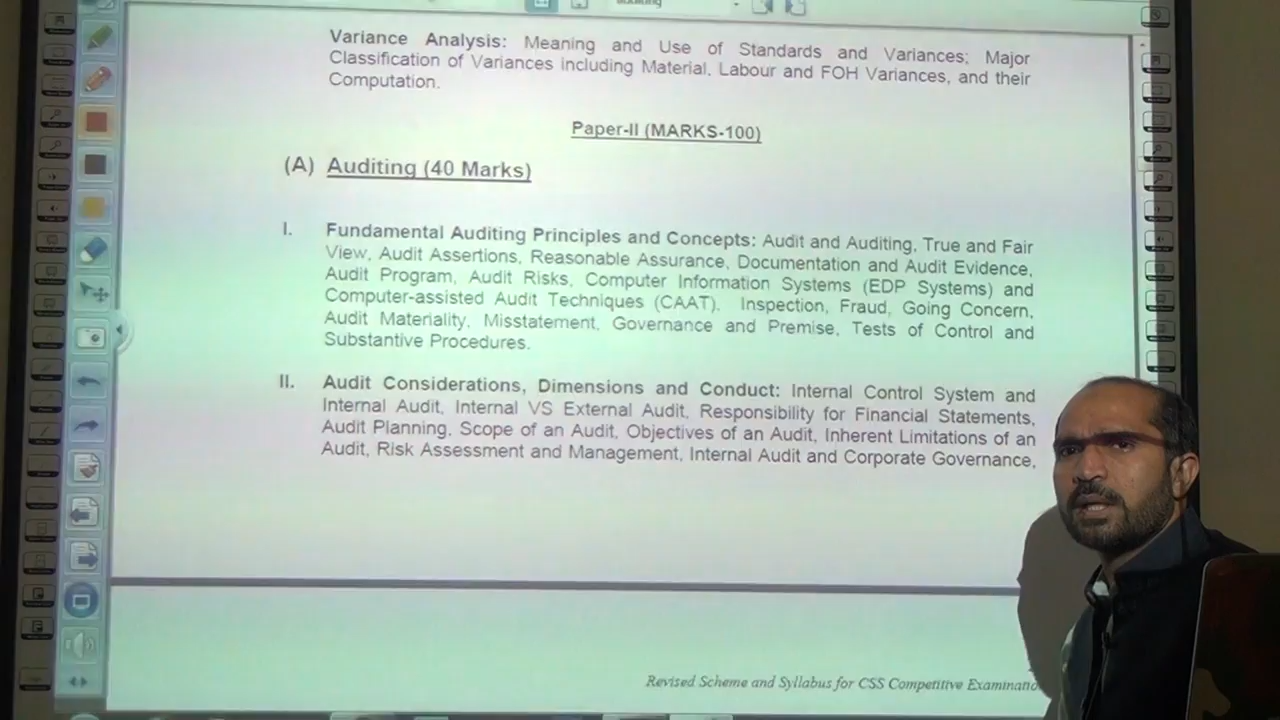 Variance Analysis: Meaning and Use of Standards and Variances; Major
Classification of Variances including Material, Labour and FOH Variances, and their
Computation.
Paper-II (MARKS-100)
(A) Auditing (40 Marks)
I. Fundamental Auditing Principles and Concepts: Audit and Auditing, True and Fair
View, Audit Assertions, Reasonable Assurance, Documentation and Audit Evidence,
Audit Program, Audit Risks, Computer Information Systems (EDP Systems) and
Computer-assisted Audit Techniques (CAAT). Inspection, Fraud, Going Concern,
Audit Materiality, Misstatement, Governance and Premise, Tests of Control and
Substantive Procedures.
II. Audit Considerations, Dimensions and Conduct: Internal Control System and
Internal Audit, Internal VS External Audit, Responsibility for Financial Statements,
Audit Planning, Scope of an Audit, Objectives of an Audit, Inherent Limitations of an
Audit, Risk Assessment and Management, Internal Audit and Corporate Governance,
Revised Scheme and Syllabus for CSS Competitive Examinatio